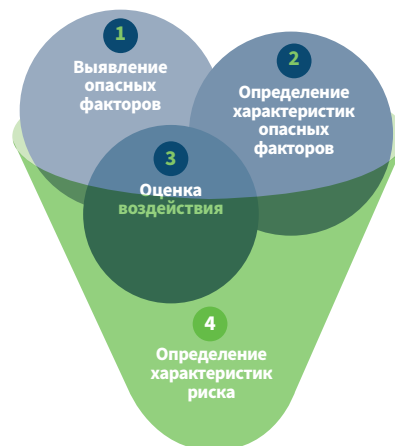 1
Выявление
опасных
факторов
2
Определение
характеристик
опасных
факторов
3
Оценка
воздействия
4
Определение
характеристик
риска